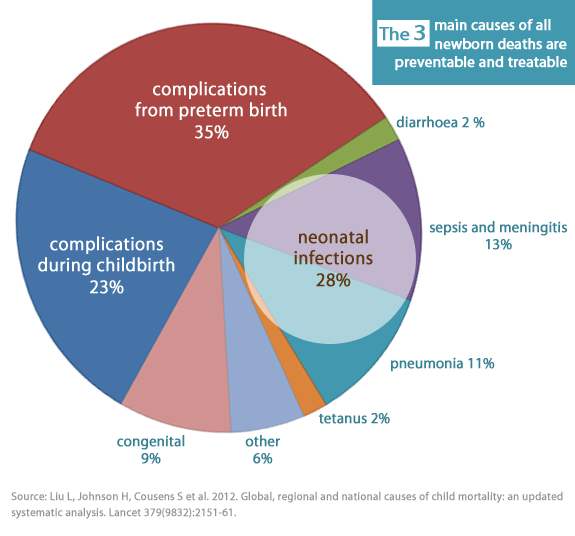 The 3 main causes of all
newborn deaths are
preventable and treatable
complications
from preterm birth
35%
diarrhoea 2 %
sepsis and meningitis
13%
neonatal
infections
28%
complications
during childbirth
23%
pneumonia 11%
tetanus 2%
congenital
9%
other
6%
Source: Liu L, Johnson H, Cousens S et al. 2012. Global, regional and national causes of child mortality: an updated
systematic analysis. Lancet 379(9832):2151-61.